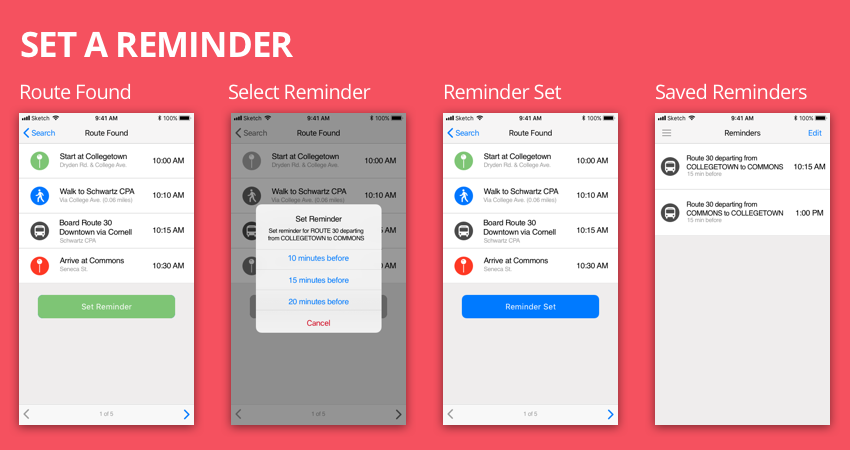 SET A REMINDER
Route Found
Sketch 9:41 AM 100%
Search Route Found
Start at Collegetown 10:00 AM
Dryden Rd. & College Ave.
Walk to Schwartz CPA 10:10 AM
Via College Ave. (0.06 miles)
Board Route 30
Downtown via Cornell 10:15 AM
Schwartz CPA
Arrive at Commons 10:30 AM
Seneca St.
Set Reminder
1 of 5
Select Reminder
Sketch 9:41 AM 100%
Search Route Found
Start at Collegetown 10:00 AM
Dryden Rd. & College Ave.
Walk to Schwartz CPA 10:10 AM
Via College Ave. (0.06 miles)
10:15 AM
10:30 AM
Set Reminder
Set reminder for ROUTE 30 departing
from COLLEGETOWN to COMMONS
10 minutes before
15 minutes before
20 minutes before
Cancel
1 of 5
Reminder Set
Sketch 9:41 AM 100%
Search Route Found
Start at Collegetown 10:00 AM
Dryden Rd. & College Ave.
Walk to Schwartz CPA 10:10 AM
Via College Ave. (0.06 miles)
Board Route 30
Downtown via Cornell 10:15 AM
Schwartz CPA
Arrive at Commons 10:30 AM
Seneca St.
Reminder Set
1 of 5
Saved Reminders
Sketch 9:41 AM 100%
Reminders Edit
Route 30 departing from
COLLEGETOWN to COMMONS 10:15 AM
15 min before
Route 30 departing from
COMMONS to COLLEGETOWN 1:00 PM
15 min before